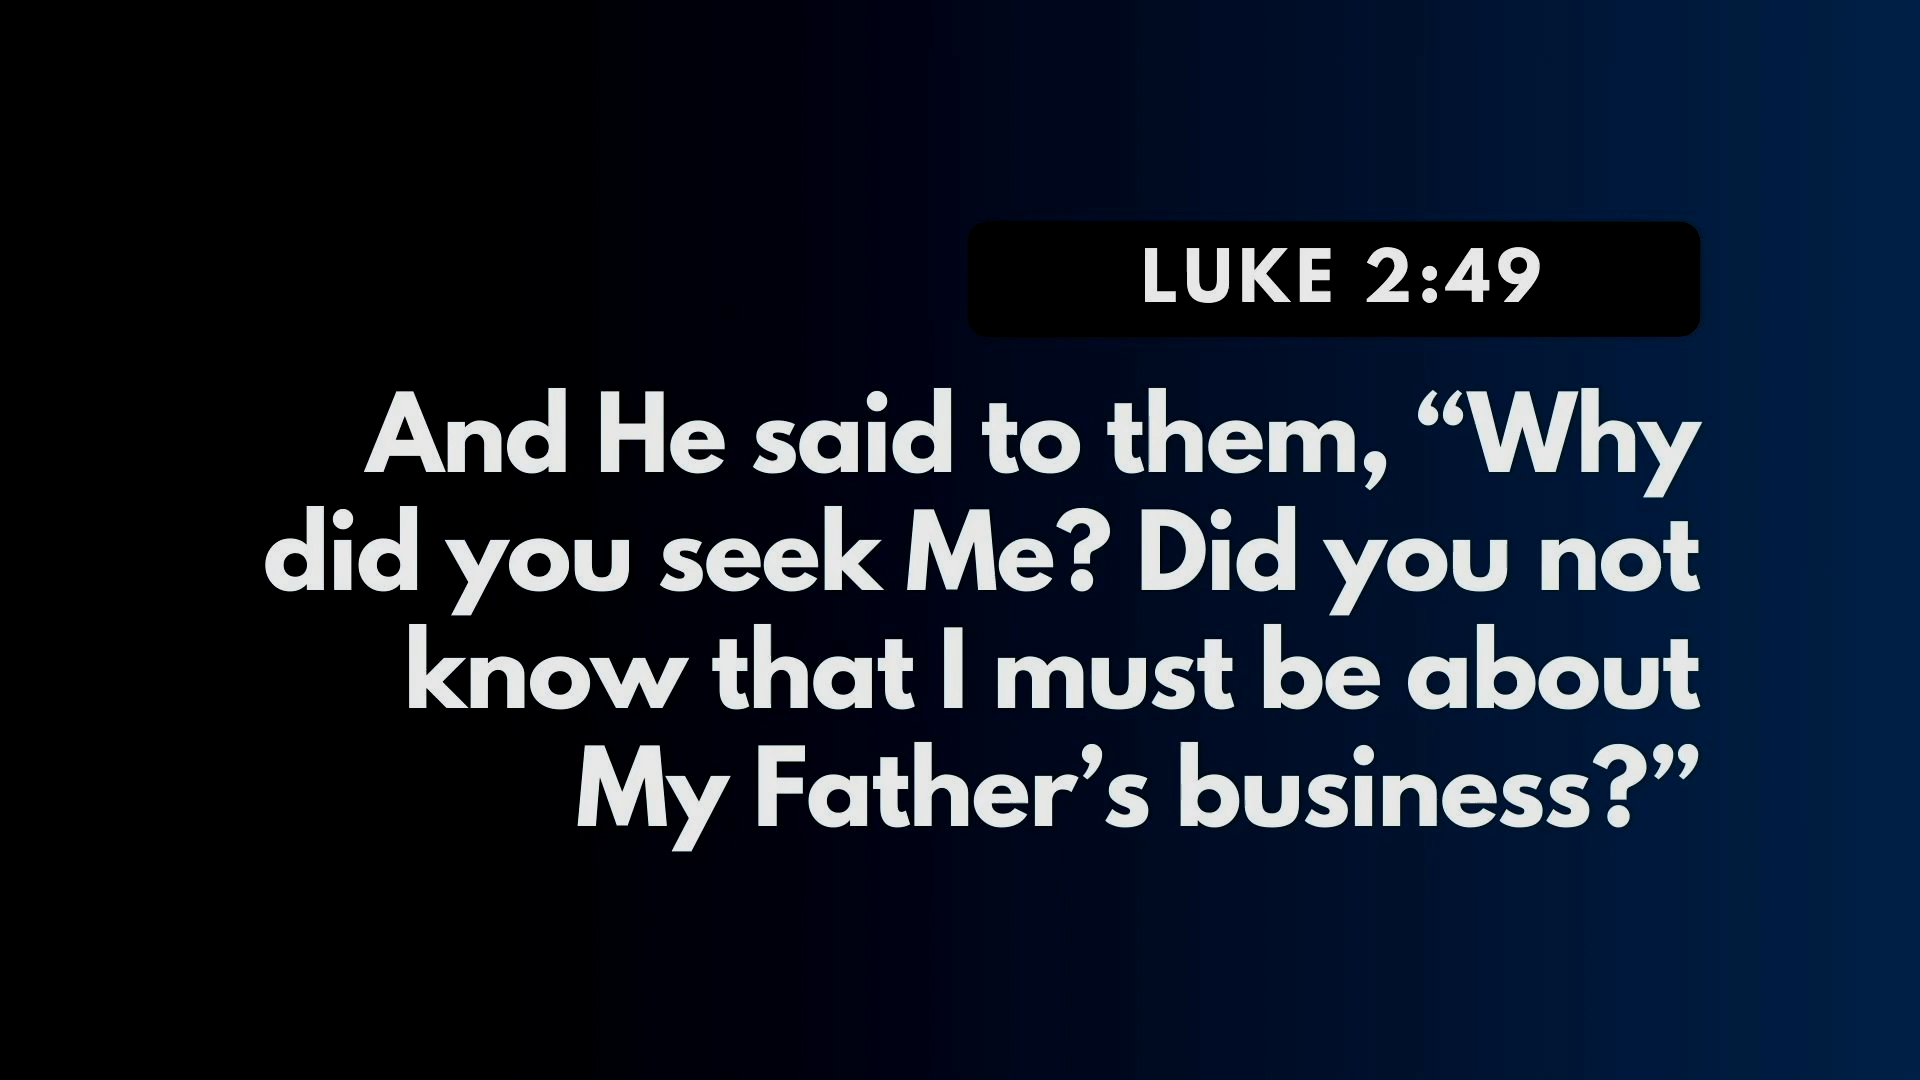 LUKE 2:49
And He said to them, “Why
did you seek Me? Did you not
know that I must be about
My Father’s business?”